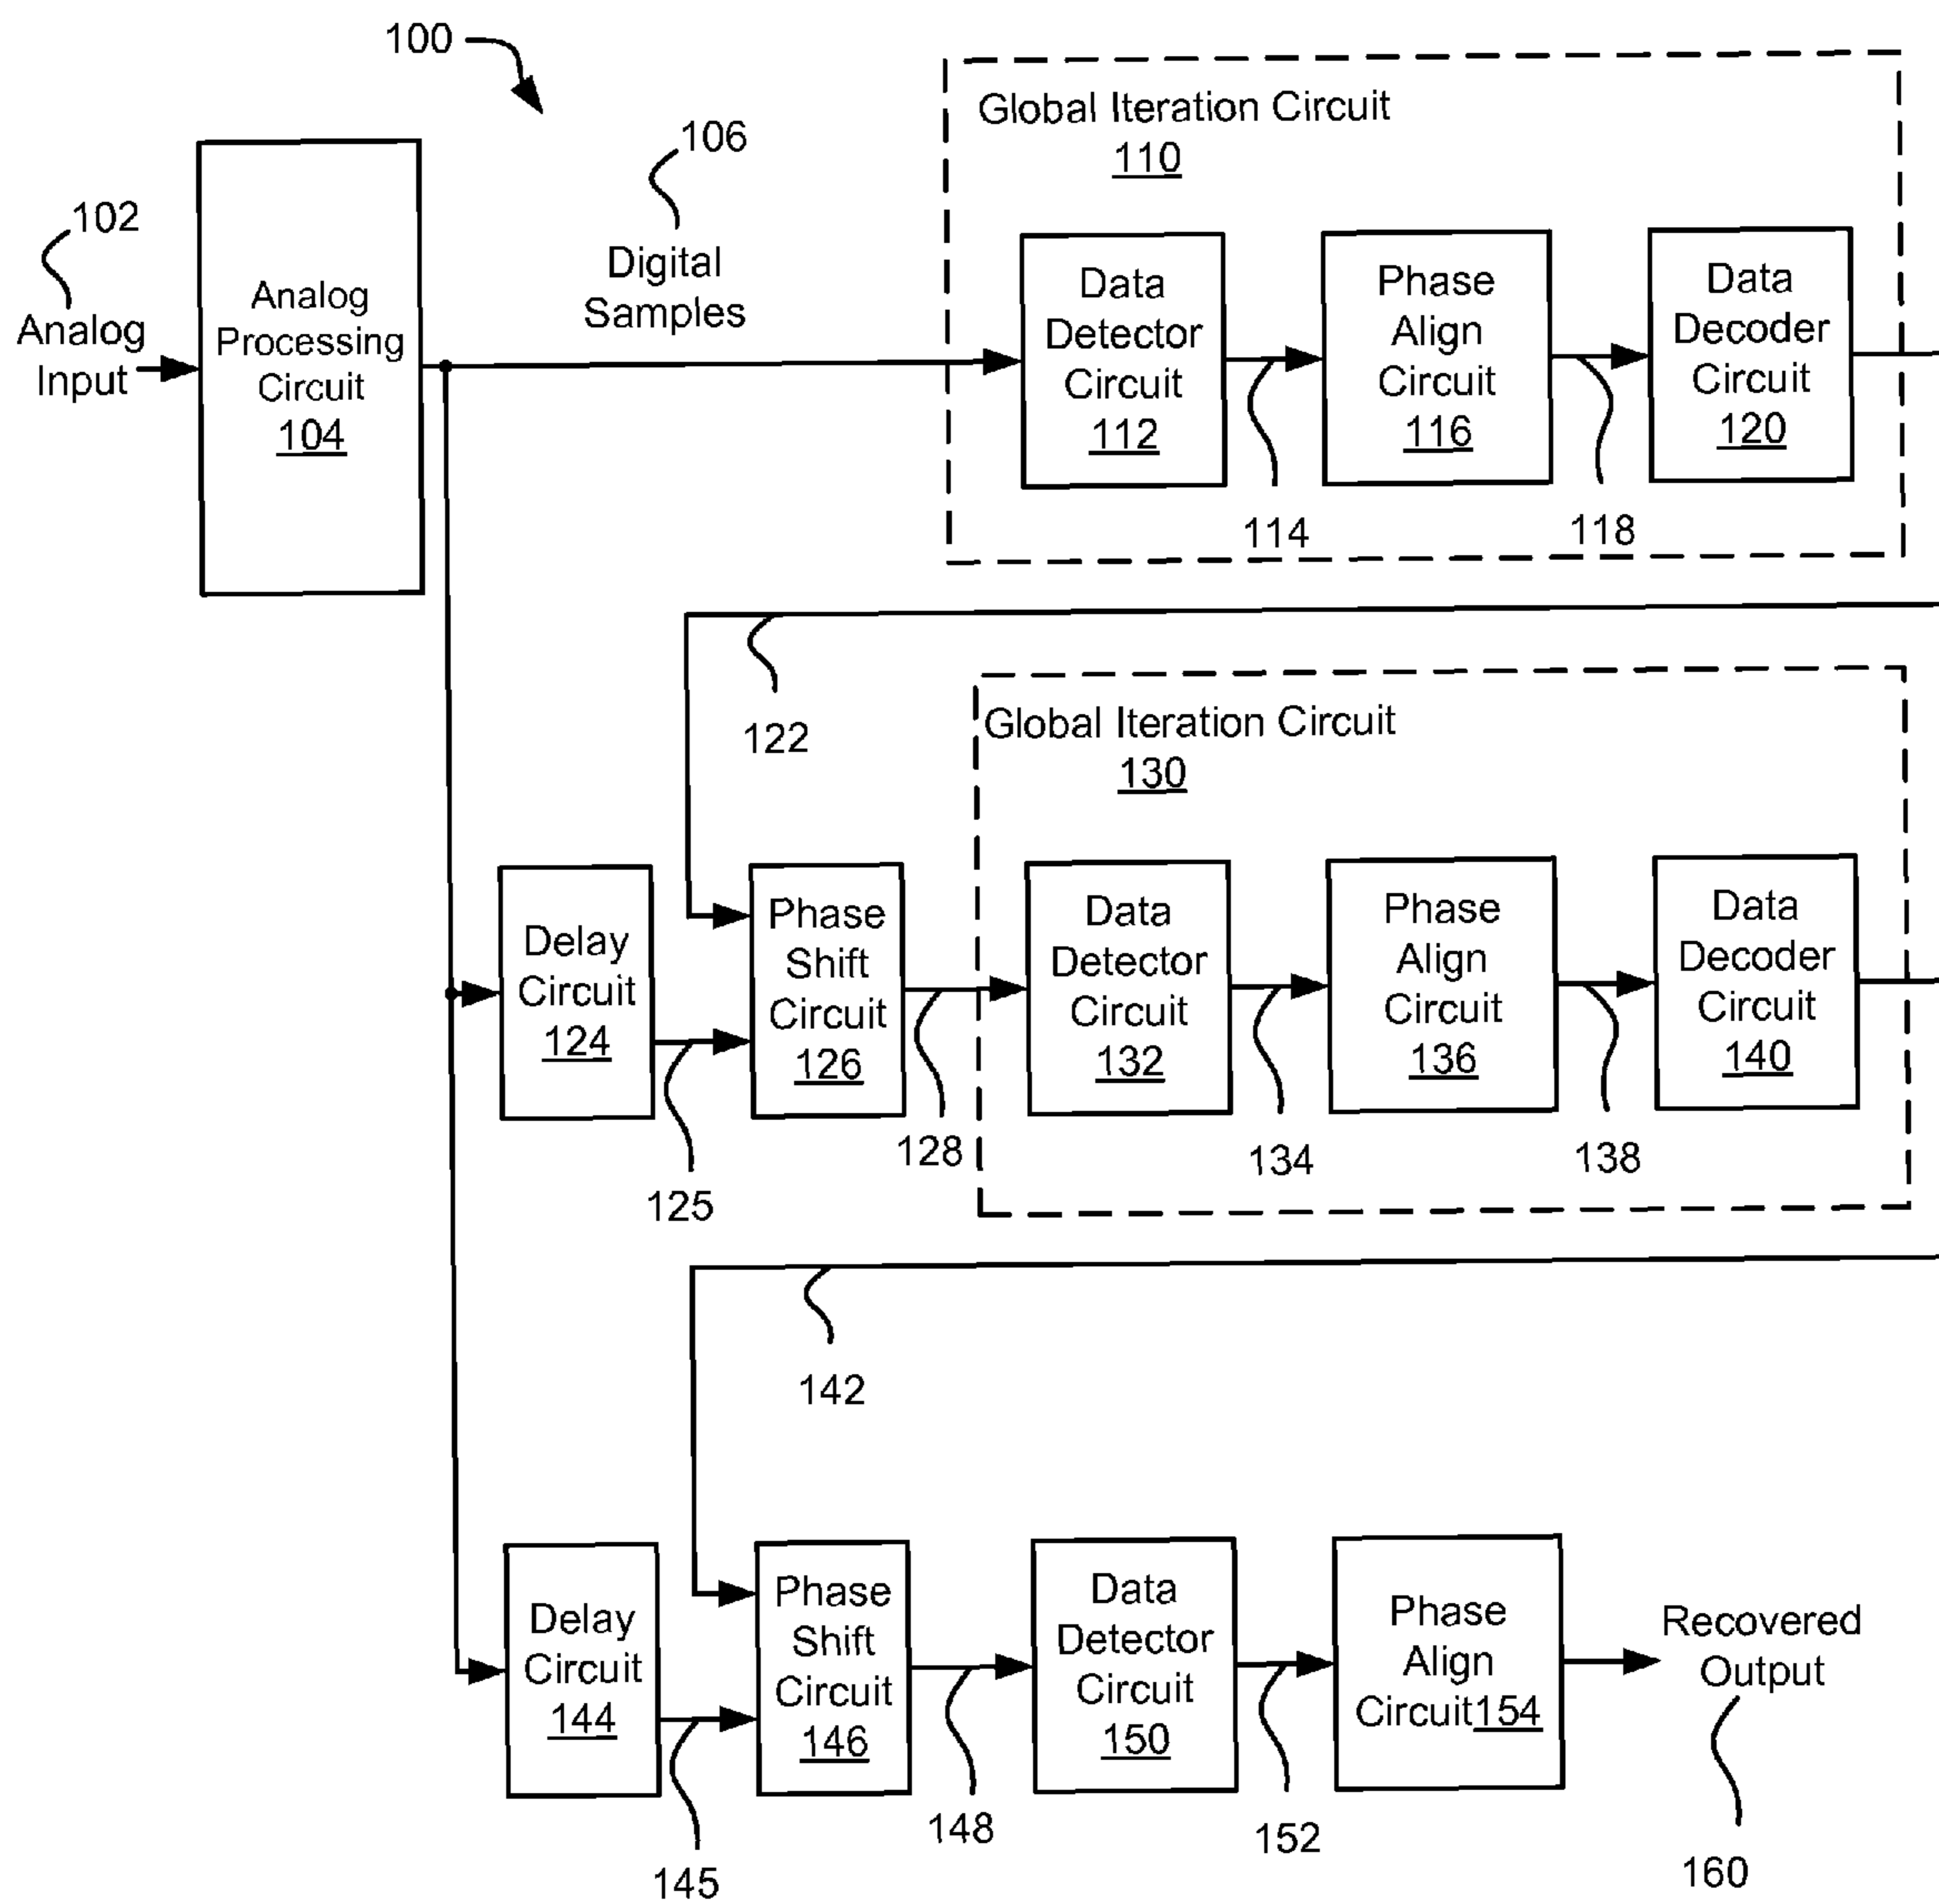 100
106
102
Analog
Input
Analog
Processing
Circuit
104
Digital
Samples
Global Iteration Circuit
110
Data
Detector
Circuit
112
Phase
Align
Circuit
116
Data
Decoder
Circuit
120
114
118
122
Global Iteration Circuit
130
Delay
Circuit
124
Phase
Shift
Circuit
126
Data
Detector
Circuit
132
Phase
Align
Circuit
136
Data
Decoder
Circuit
140
125
128
134
138
142
Delay
Circuit
144
Phase
Shift
Circuit
146
Data
Detector
Circuit
150
Phase
Align
Circuit154
Recovered
Output
145
148
152
160